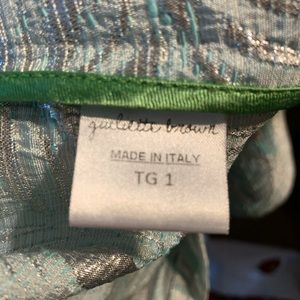 giulietta brown
MADE IN ITALY
TG 1